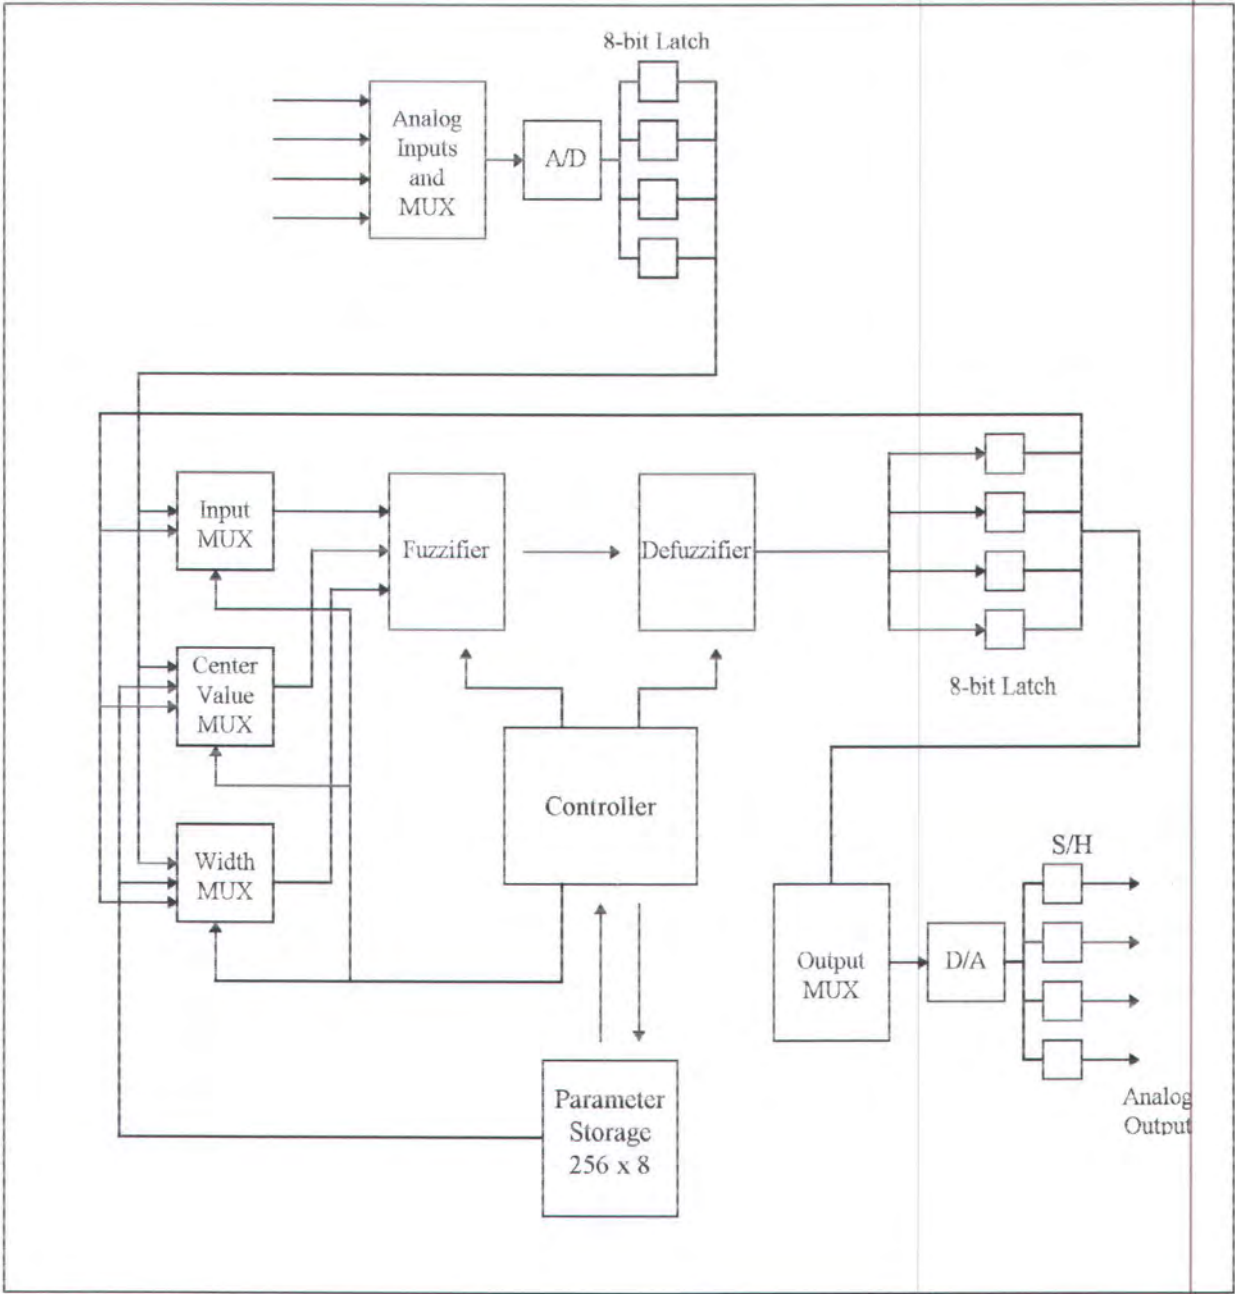 8-bit Latch
Analog
Inputs
and
MUX
A/D
Input
MUX
Fuzzifier
Defuzzifier
Center
Value
MUX
8-bit Latch
Controller
Width
MUX
S/H
Output
MUX
D/A
Parameter
Storage
256 x 8
Analog
Output